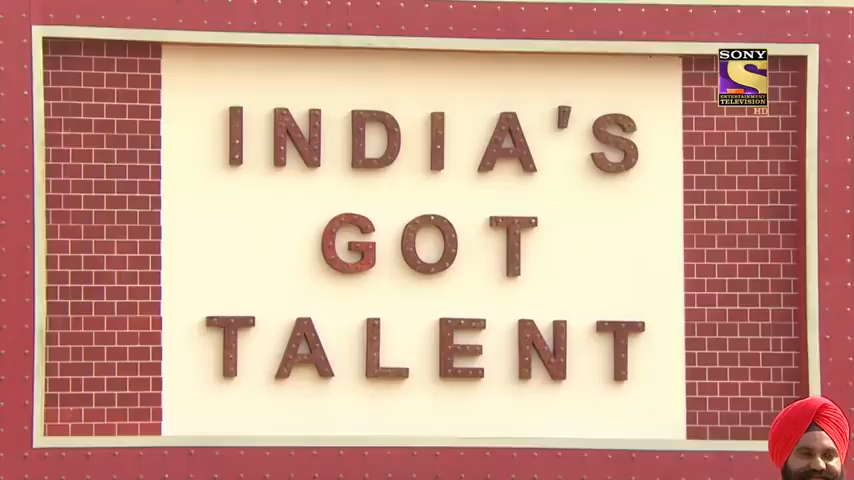 SONY
ENTERTAINMENT
TELEVISION
HD
INDIA'S
GOT
TALENT